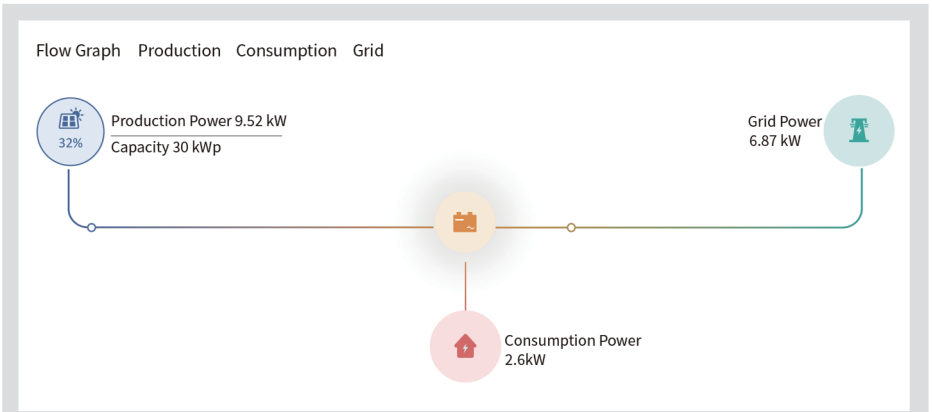 Flow Graph Production Consumption Grid
32%
Production Power 9.52 kW
Capacity 30 kWp
Grid Power
6.87 kW
Consumption Power
2.6kW